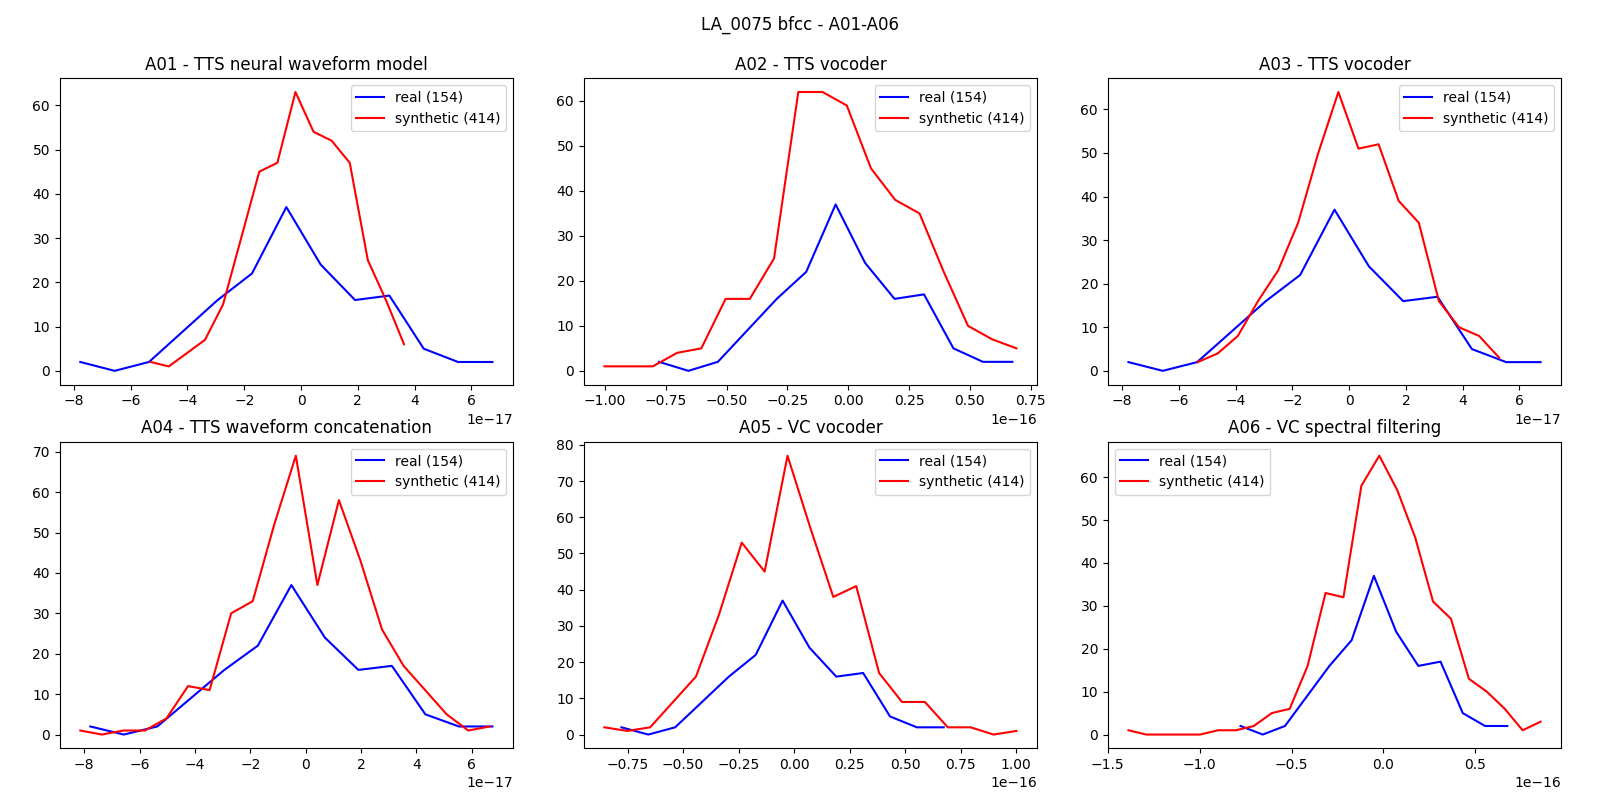 LA_0075 bfcc - A01-A06
A01 - TTS neural waveform model
real (154)
synthetic (414)
60
50
40
30
20
10
0
−8 −6 −4 −2 0 2 4 6
1e−17
A02 - TTS vocoder
real (154)
synthetic (414)
60
50
40
30
20
10
0
−1.00 −0.75 −0.50 −0.25 0.00 0.25 0.50 0.75
1e−16
A03 - TTS vocoder
real (154)
synthetic (414)
60
50
40
30
20
10
0
−8 −6 −4 −2 0 2 4 6
1e−17
A04 - TTS waveform concatenation
real (154)
synthetic (414)
70
60
50
40
30
20
10
0
−8 −6 −4 −2 0 2 4 6
1e−17
A05 - VC vocoder
real (154)
synthetic (414)
80
70
60
50
40
30
20
10
0
−0.75 −0.50 −0.25 0.00 0.25 0.50 0.75 1.00
1e−16
A06 - VC spectral filtering
real (154)
synthetic (414)
60
50
40
30
20
10
0
−1.5 −1.0 −0.5 0.0 0.5
1e−16